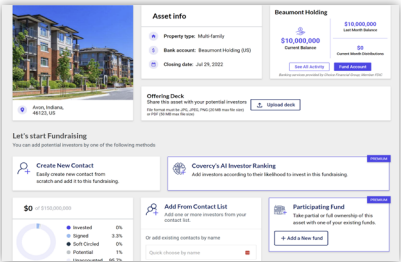 Asset info
Property type: Multi-family
Bank account: Beaumont Holding (US)
Closing date: Jul 29, 2022
Beaumont Holding
$10,000,000
Current Balance
$10,000,000
Last Month Balance
$0
Current Month Distributions
See All Activity
Fund Account
Avon, Indiana,
46123, US
Offering Deck
Share this asset with your potential investors
Upload deck
Let's start Fundraising
You can add potential investors by one of the following methods
PREMIUM
Create New Contact
Easily create new contact from
scratch and add it to this fundraising.
Covercy's AI Investor Ranking
Add investors according to their likelihood to invest in this fundraising.
$0 of $150,000,000
Invested 0%
Signed 3.3%
Soft Circled 0%
Potential 1%
Add From Contact List
Add one or more investors from your
contact list.
Or add existing contacts by name
Quick choose by name
PREMIUM
Participating Fund
Take partial or full ownership of this
asset with one of your existing funds.
+ Add a New fund